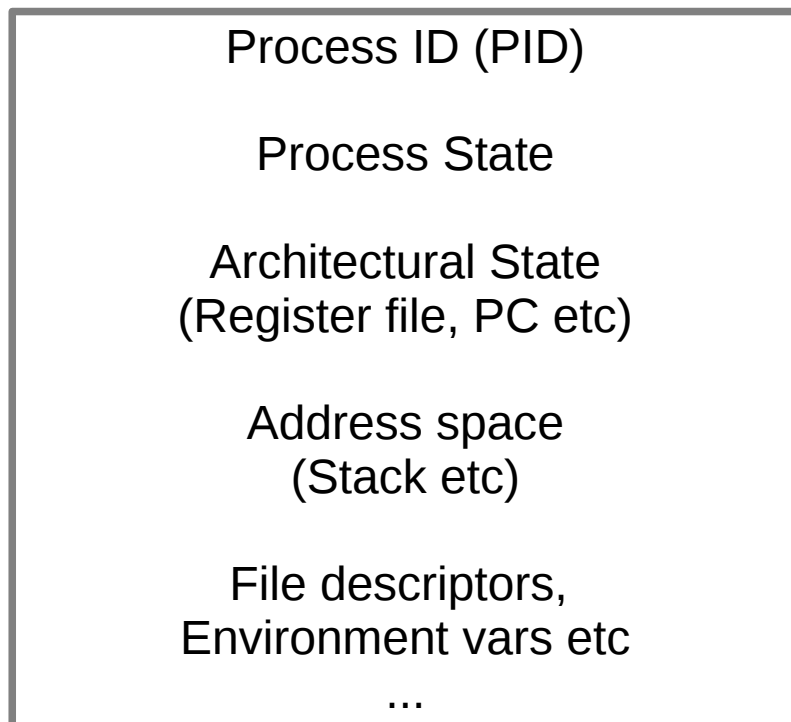 Process ID (PID)
Process State
Architectural State
(Register file, PC etc)
Address space
(Stack etc)
File descriptors,
Environment vars etc
...